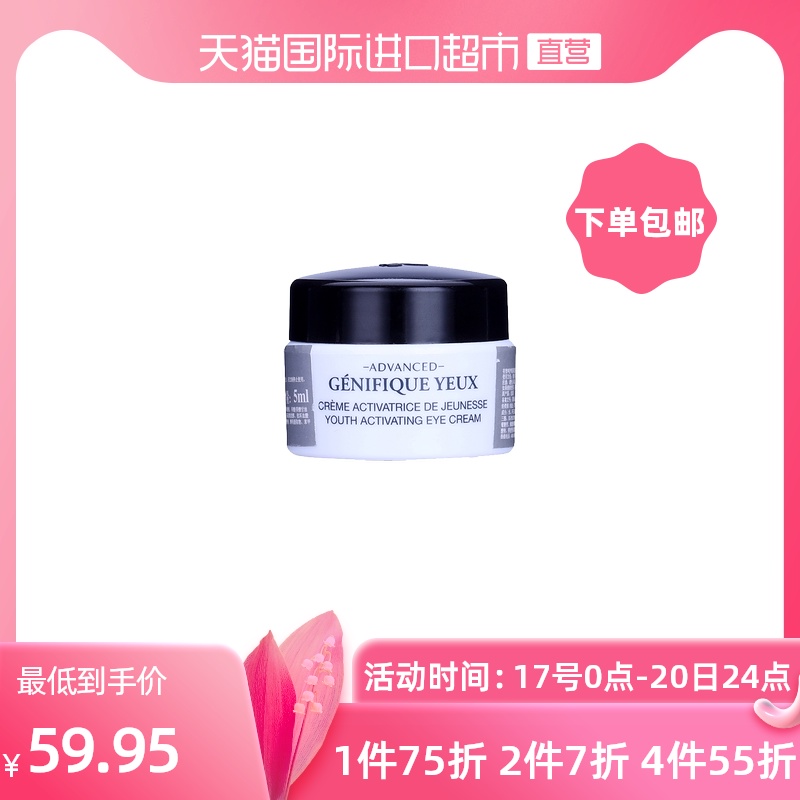 天猫国际进口超市 直营
下单包邮
-ADVANCED-
GÉNIFIQUE YEUX
CRÈME ACTIVATRICE DE JEUNESSE
YOUTH ACTIVATING EYE CREAM
5ml
最低到手价
¥ 59.95
活动时间：17号0点-20日24点
1件75折 2件7折 4件55折